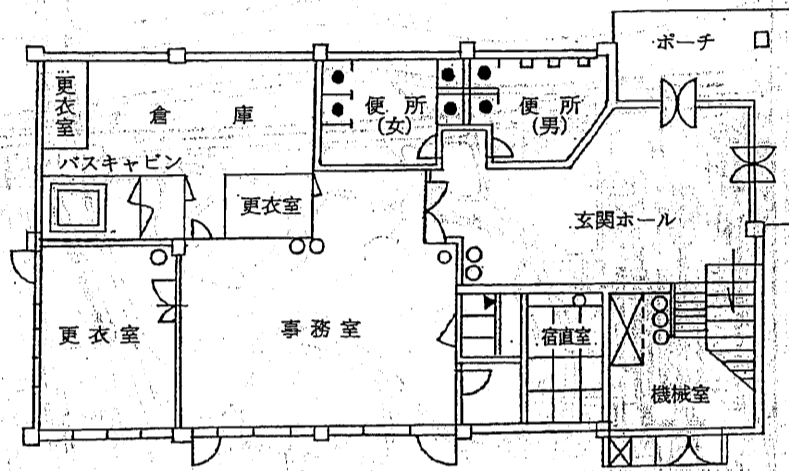 ポーチ
更衣室
倉庫
便所
(女)
便所
(男)
バスキャビン
更衣室
玄関ホール
更衣室
事務室
宿直室
機械室